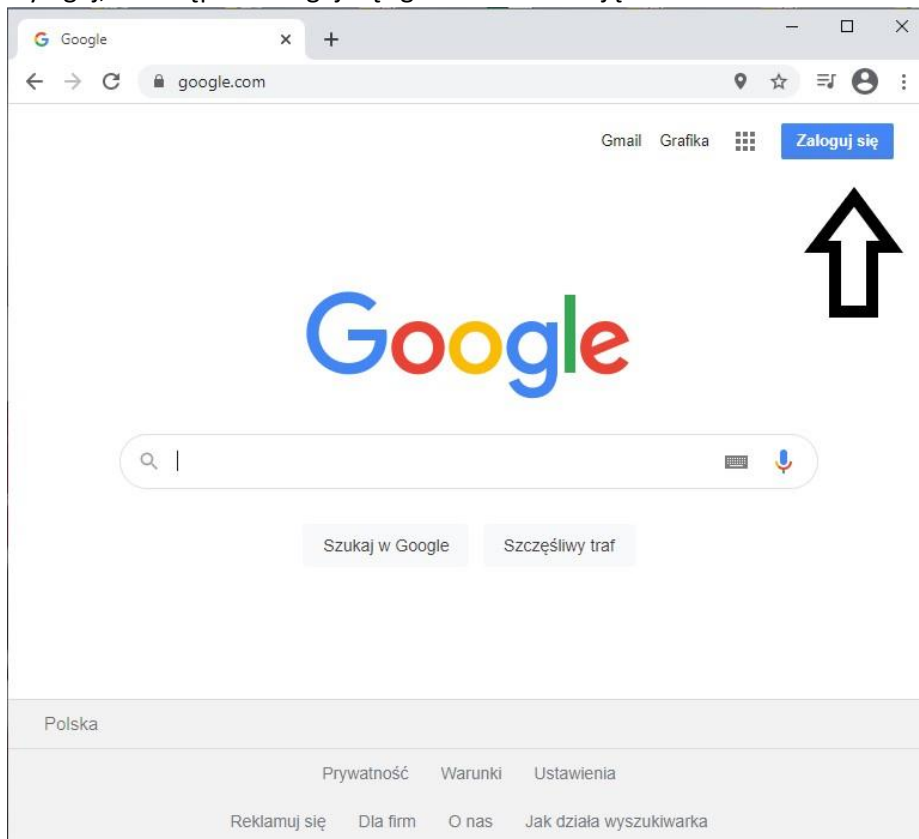 Google
google.com
Gmail Grafika Zaloguj się
Google
Szukaj w Google Szczęśliwy traf
Polska
Prywatność Warunki Ustawienia
Reklamuj się Dla firm O nas Jak działa wyszukiwarka